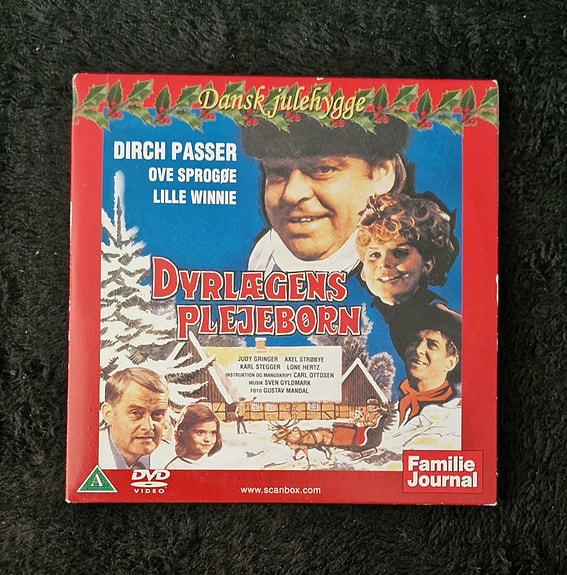 Dansk julehygge
DIRCH PASSER
OVE SPROGØE
LILLE WINNIE
DYRLÆGENS
PLEJEBØRN
JUDY GRINGER AXEL STRØBYE
KARL STEGGER LONE HERTZ
INSTRUKTION OG MANUSKRIPT CARL OTTOSEN
MUSIK SVEN GYLDMARK
FOTO GUSTAV MANDAL
A
DVD
VIDEO
www.scanbox.com
Familie
Journal